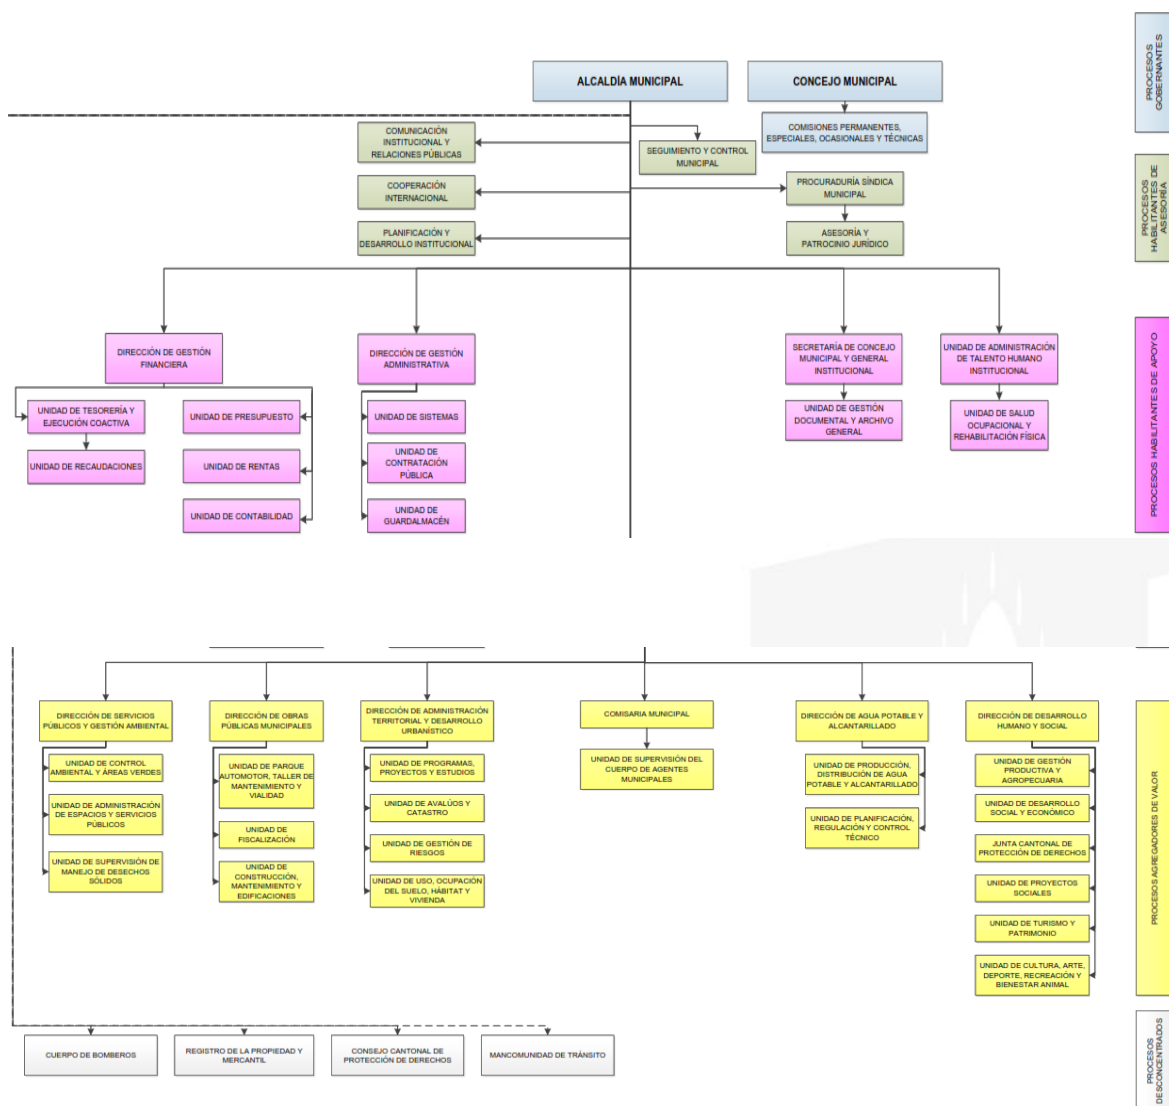 PROCESOS
GOBERNANTES
ALCALDÍA MUNICIPAL
CONCEJO MUNICIPAL
COMISIONES PERMANENTES,
ESPECIALES, OCASIONALES Y TÉCNICAS
COMUNICACIÓN
INSTITUCIONAL Y
RELACIONES PÚBLICAS
SEGUIMIENTO Y CONTROL
MUNICIPAL
PROCESOS
HABILITANTES DE
ASESORÍA
COOPERACIÓN
INTERNACIONAL
PROCURADURÍA SÍNDICA
MUNICIPAL
PLANIFICACIÓN Y
DESARROLLO INSTITUCIONAL
ASESORÍA Y
PATROCINIO JURÍDICO
PROCESOS HABILITANTES DE APOYO
DIRECCIÓN DE GESTIÓN
FINANCIERA
DIRECCIÓN DE GESTIÓN
ADMINISTRATIVA
SECRETARÍA DE CONCEJO
MUNICIPAL Y GENERAL
INSTITUCIONAL
UNIDAD DE ADMINISTRACIÓN
DE TALENTO HUMANO
INSTITUCIONAL
UNIDAD DE TESORERÍA Y
EJECUCIÓN COACTIVA
UNIDAD DE PRESUPUESTO
UNIDAD DE SISTEMAS
UNIDAD DE GESTIÓN
DOCUMENTAL Y ARCHIVO
GENERAL
UNIDAD DE SALUD
OCUPACIONAL Y
REHABILITACIÓN FÍSICA
UNIDAD DE RECAUDACIONES
UNIDAD DE RENTAS
UNIDAD DE
CONTRATACIÓN
PÚBLICA
UNIDAD DE CONTABILIDAD
UNIDAD DE
GUARDALMACÉN
DIRECCIÓN DE SERVICIOS
PÚBLICOS Y GESTIÓN AMBIENTAL
DIRECCIÓN DE OBRAS
PÚBLICAS MUNICIPALES
DIRECCIÓN DE ADMINISTRACIÓN
TERRITORIAL Y DESARROLLO
URBANÍSTICO
COMISARIA MUNICIPAL
DIRECCIÓN DE AGUA POTABLE Y
ALCANTARILLADO
DIRECCIÓN DE DESARROLLO
HUMANO Y SOCIAL
PROCESOS AGREGADORES DE VALOR
UNIDAD DE CONTROL
AMBIENTAL Y ÁREAS VERDES
UNIDAD DE ADMINISTRACIÓN
DE ESPACIOS Y SERVICIOS
PÚBLICOS
UNIDAD DE SUPERVISIÓN DE
MANEJO DE DESECHOS
SÓLIDOS
UNIDAD DE PARQUE
AUTOMOTOR, TALLER DE
MANTENIMIENTO Y
VIALIDAD
UNIDAD DE
FISCALIZACIÓN
UNIDAD DE
CONSTRUCCIÓN,
MANTENIMIENTO Y
EDIFICACIONES
UNIDAD DE PROGRAMAS,
PROYECTOS Y ESTUDIOS
UNIDAD DE AVALÚOS Y
CATASTRO
UNIDAD DE GESTIÓN DE
RIESGOS
UNIDAD DE USO, OCUPACIÓN
DEL SUELO, HÁBITAT Y
VIVIENDA
UNIDAD DE SUPERVISIÓN DEL
CUERPO DE AGENTES
MUNICIPALES
UNIDAD DE PRODUCCIÓN,
DISTRIBUCIÓN DE AGUA
POTABLE Y ALCANTARILLADO
UNIDAD DE PLANIFICACIÓN,
REGULACIÓN Y CONTROL
TÉCNICO
UNIDAD DE GESTIÓN
PRODUCTIVA Y
AGROPECUARIA
UNIDAD DE DESARROLLO
SOCIAL Y ECONÓMICO
JUNTA CANTONAL DE
PROTECCIÓN DE DERECHOS
UNIDAD DE PROYECTOS
SOCIALES
UNIDAD DE TURISMO Y
PATRIMONIO
UNIDAD DE CULTURA, ARTE,
DEPORTE, RECREACIÓN Y
BIENESTAR ANIMAL
CUERPO DE BOMBEROS
REGISTRO DE LA PROPIEDAD Y
MERCANTIL
CONSEJO CANTONAL DE
PROTECCIÓN DE DERECHOS
MANCOMUNIDAD DE TRÁNSITO
PROCESOS
DESCONCENTRADOS